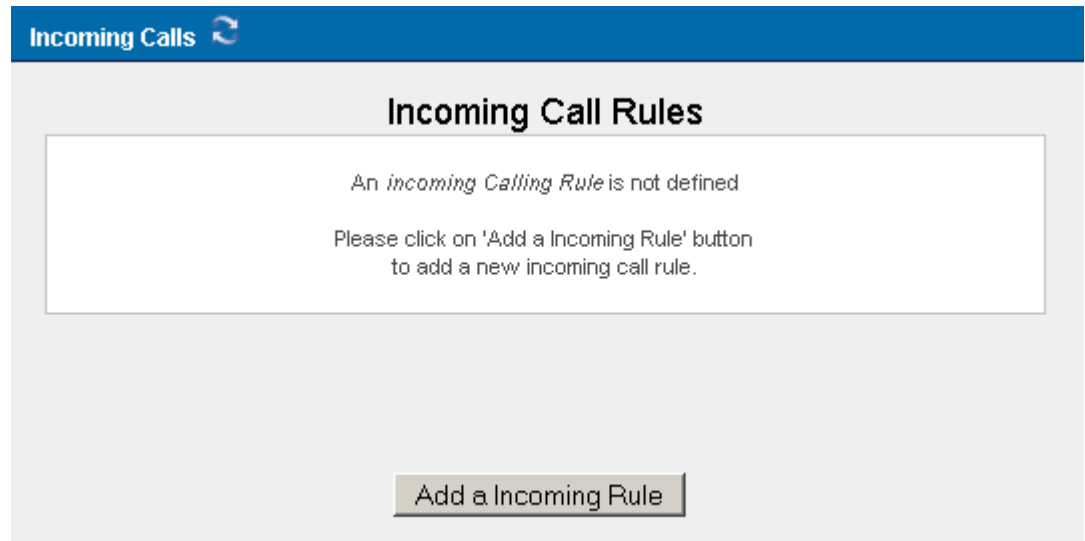 Incoming Calls
Incoming Call Rules
An incoming Calling Rule is not defined
Please click on 'Add a Incoming Rule' button
to add a new incoming call rule.
Add a Incoming Rule